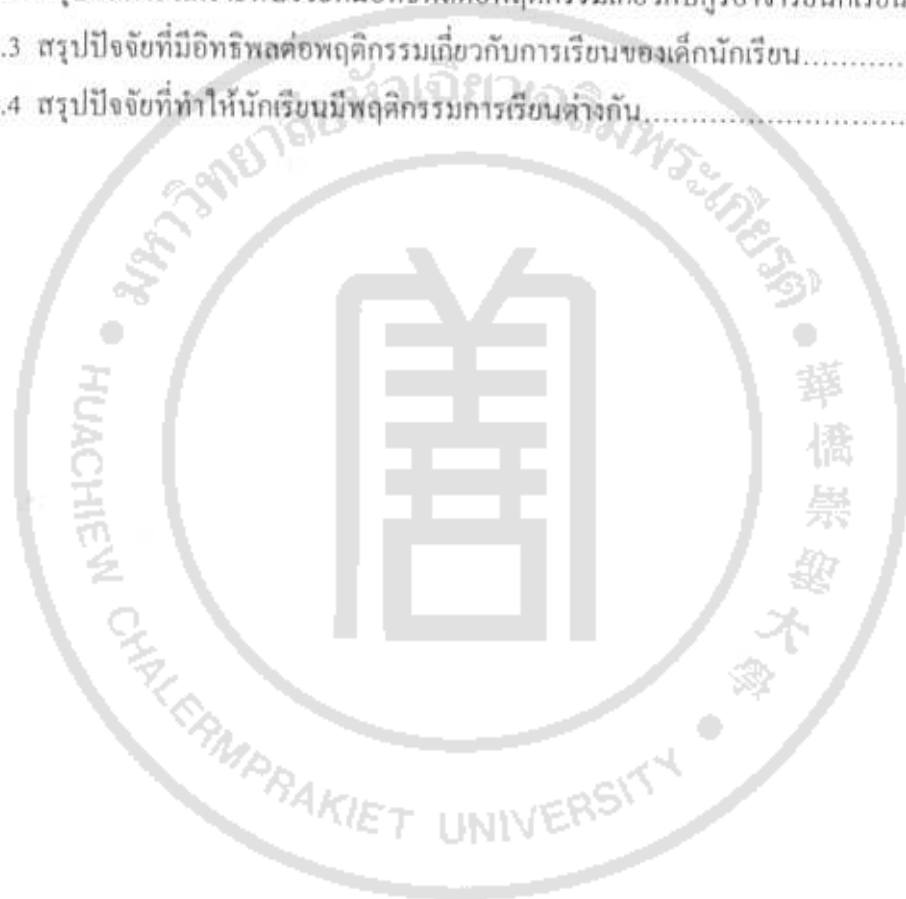 .3 สรุปปัจจัยที่มีอิทธิพลต่อพฤติกรรมเกี่ยวกับการเรียนของเด็กนักเรียน............
.4 สรุปปัจจัยที่ทำให้นักเรียนมีพฤติกรรมการเรียนต่างกัน............................
มหาวิทยาลัยหัวเฉียวเฉลิมพระเกียรติ
華僑崇聖大學
HUACHIEW CHALERMPRAKIET UNIVERSITY